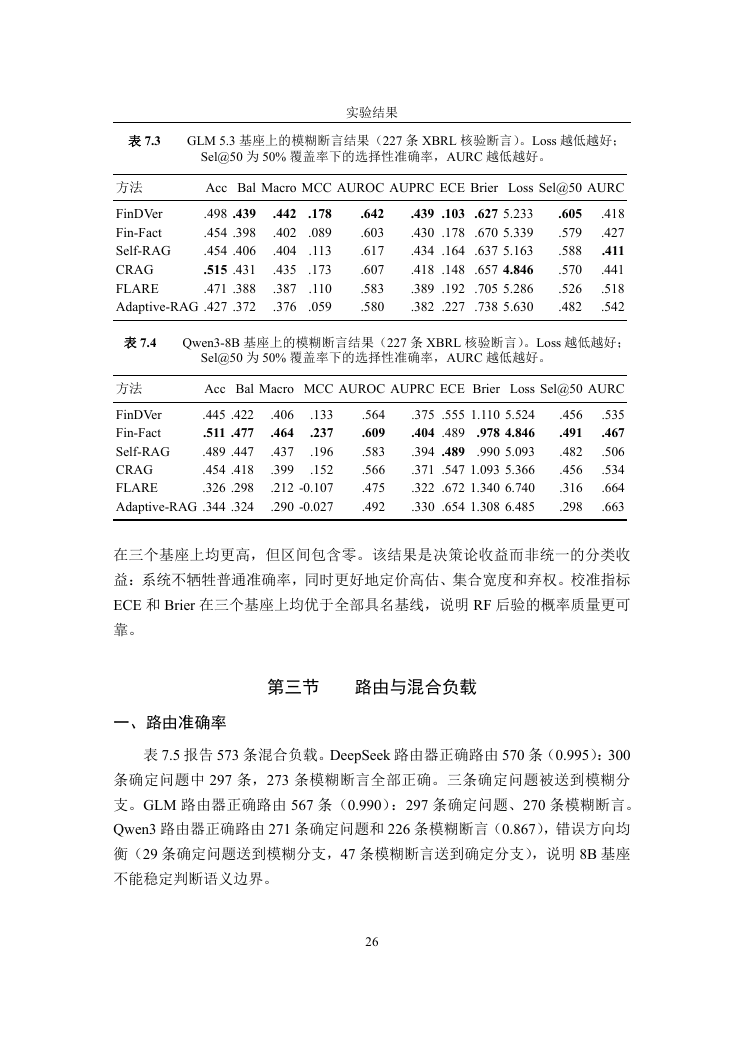 实验结果
表 7.3 GLM 5.3 基座上的模糊断言结果（227 条 XBRL 核验断言）。Loss 越低越好；
Sel@50 为 50% 覆盖率下的选择性准确率，AURC 越低越好。
方法 Acc Bal Macro MCC AUROC AUPRC ECE Brier Loss Sel@50 AURC
FinDVer .498 .439 .442 .178 .642 .439 .103 .627 5.233 .605 .418
Fin-Fact .454 .398 .402 .089 .603 .430 .178 .670 5.339 .579 .427
Self-RAG .454 .406 .404 .113 .617 .434 .164 .637 5.163 .588 .411
CRAG .515 .431 .435 .173 .607 .418 .148 .657 4.846 .570 .441
FLARE .471 .388 .387 .110 .583 .389 .192 .705 5.286 .526 .518
Adaptive-RAG .427 .372 .376 .059 .580 .382 .227 .738 5.630 .482 .542
表 7.4 Qwen3-8B 基座上的模糊断言结果（227 条 XBRL 核验断言）。Loss 越低越好；
Sel@50 为 50% 覆盖率下的选择性准确率，AURC 越低越好。
方法 Acc Bal Macro MCC AUROC AUPRC ECE Brier Loss Sel@50 AURC
FinDVer .445 .422 .406 .133 .564 .375 .555 1.110 5.524 .456 .535
Fin-Fact .511 .477 .464 .237 .609 .404 .489 .978 4.846 .491 .467
Self-RAG .489 .447 .437 .196 .583 .394 .489 .990 5.093 .482 .506
CRAG .454 .418 .399 .152 .566 .371 .547 1.093 5.366 .456 .534
FLARE .326 .298 .212 -0.107 .475 .322 .672 1.340 6.740 .316 .664
Adaptive-RAG .344 .324 .290 -0.027 .492 .330 .654 1.308 6.485 .298 .663
在三个基座上均更高，但区间包含零。该结果是决策论收益而非统一的分类收
益：系统不牺牲普通准确率，同时更好地定价高估、集合宽度和弃权。校准指标
ECE 和 Brier 在三个基座上均优于全部具名基线，说明 RF 后验的概率质量更可
靠。
第三节 路由与混合负载
一、路由准确率
表 7.5 报告 573 条混合负载。DeepSeek 路由器正确路由 570 条（0.995）：300
条确定问题中 297 条，273 条模糊断言全部正确。三条确定问题被送到模糊分
支。GLM 路由器正确路由 567 条（0.990）：297 条确定问题、270 条模糊断言。
Qwen3 路由器正确路由 271 条确定问题和 226 条模糊断言（0.867），错误方向均
衡（29 条确定问题送到模糊分支，47 条模糊断言送到确定分支），说明 8B 基座
不能稳定判断语义边界。
26